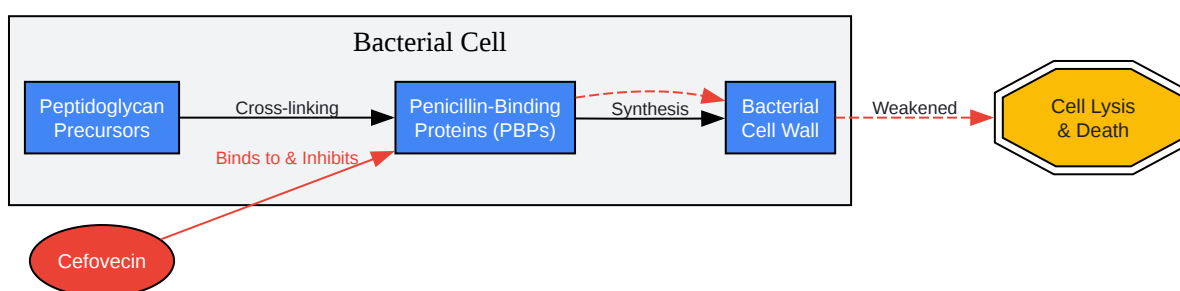 Bacterial Cell
Peptidoglycan
Precursors
Cross-linking
Penicillin-Binding
Proteins (PBPs)
Synthesis
Bacterial
Cell Wall
Weakened
Cell Lysis
& Death
Binds to & Inhibits
Cefovecin